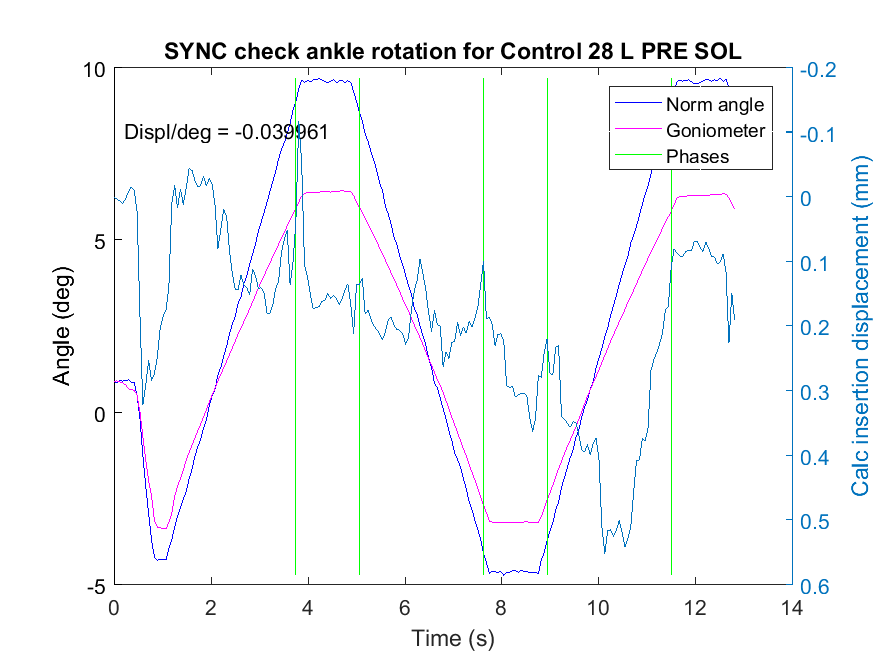 SYNC check ankle rotation for Control 28 L PRE SOL
10
5
0
-5
Angle (deg)
Displ/deg = -0.039961
Norm angle
Goniometer
Phases
-0.2
-0.1
0
0.1
0.2
0.3
0.4
0.5
0.6
Calc insertion displacement (mm)
0 2 4 6 8 10 12 14
Time (s)